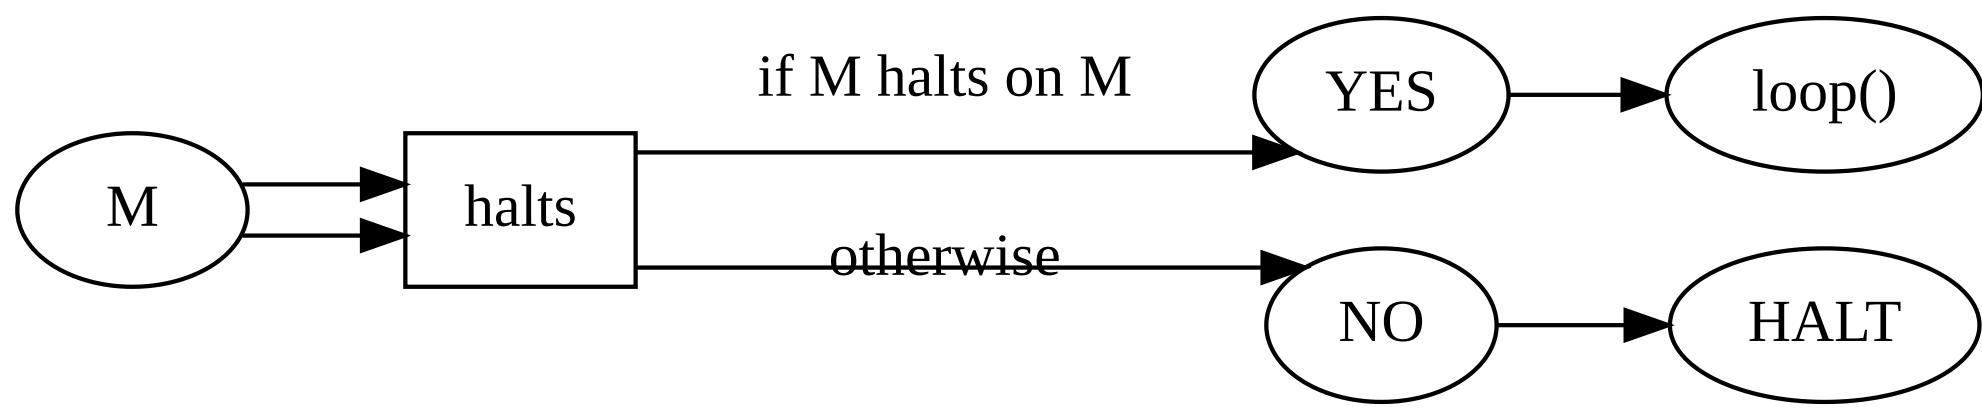 M
halts
if M halts on M
otherwise
YES
loop()
NO
HALT